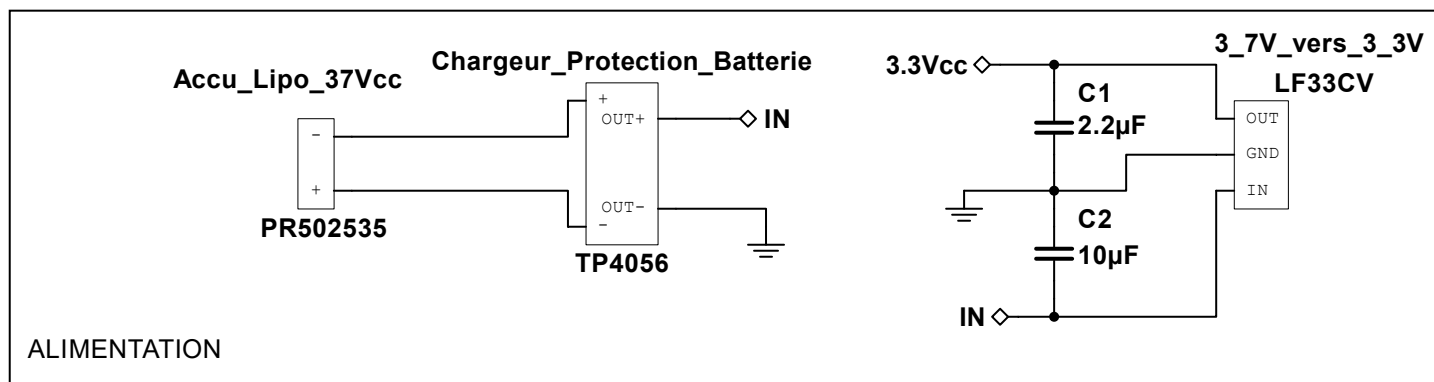 Accu_Lipo_37Vcc
-
+
PR502535
Chargeur_Protection_Batterie
+
OUT+
OUT-
-
TP4056
IN
3.3Vcc
C1
2.2µF
C2
10µF
IN
3_7V_vers_3_3V
LF33CV
OUT
GND
IN
ALIMENTATION